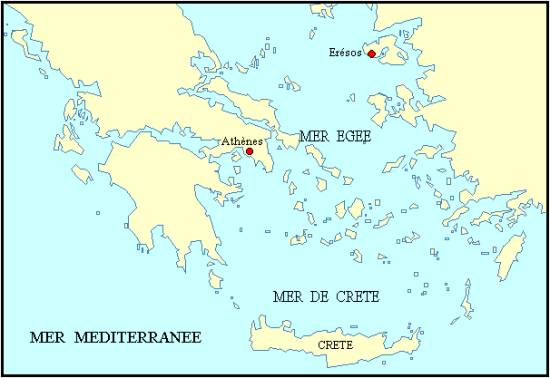 Erésos
Athènes
MER EGEE
MER DE CRETE
MER MEDITERRANEE
CRETE